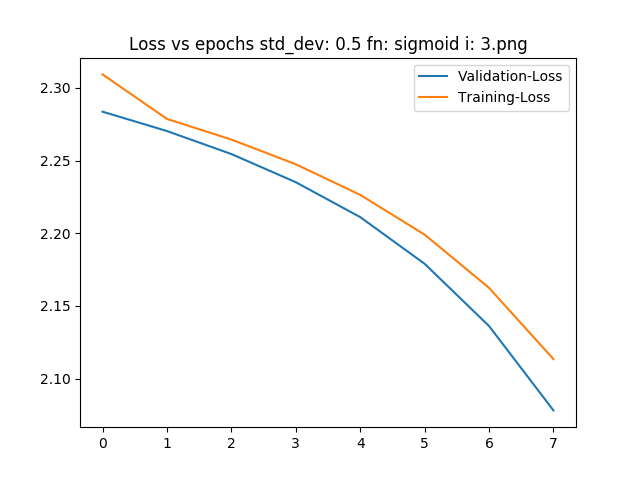 Loss vs epochs std_dev: 0.5 fn: sigmoid i: 3.png
Validation-Loss
Training-Loss
2.30
2.25
2.20
2.15
2.10
0 1 2 3 4 5 6 7